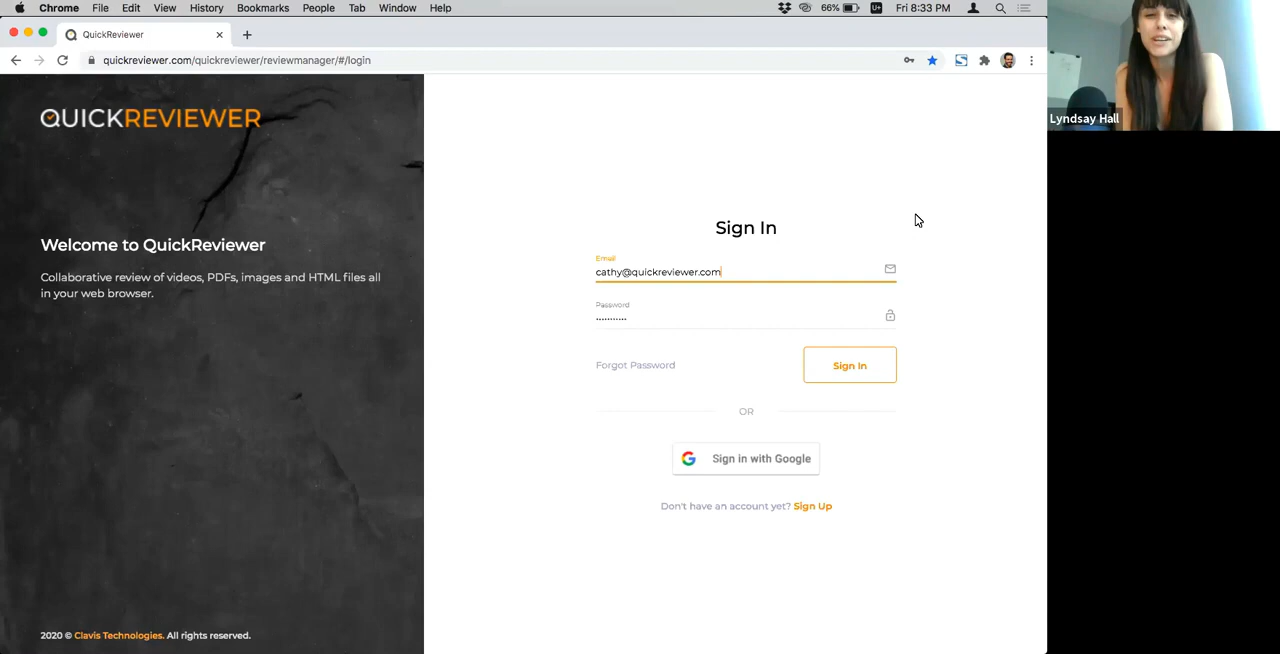 Chrome File Edit View History Bookmarks People Tab Window Help 66% U+ Fri 8:33 PM
QuickReviewer
quickreviewer.com/quickreviewer/reviewmanager/#/login
Lyndsay Hall
QUICKREVIEWER
Welcome to QuickReviewer
Collaborative review of videos, PDFs, images and HTML files all
in your web browser.
2020 © Clavis Technologies. All rights reserved.
Sign In
Email
cathy@quickreviewer.com
Password
Forgot Password
Sign In
OR
Sign in with Google
Don't have an account yet? Sign Up